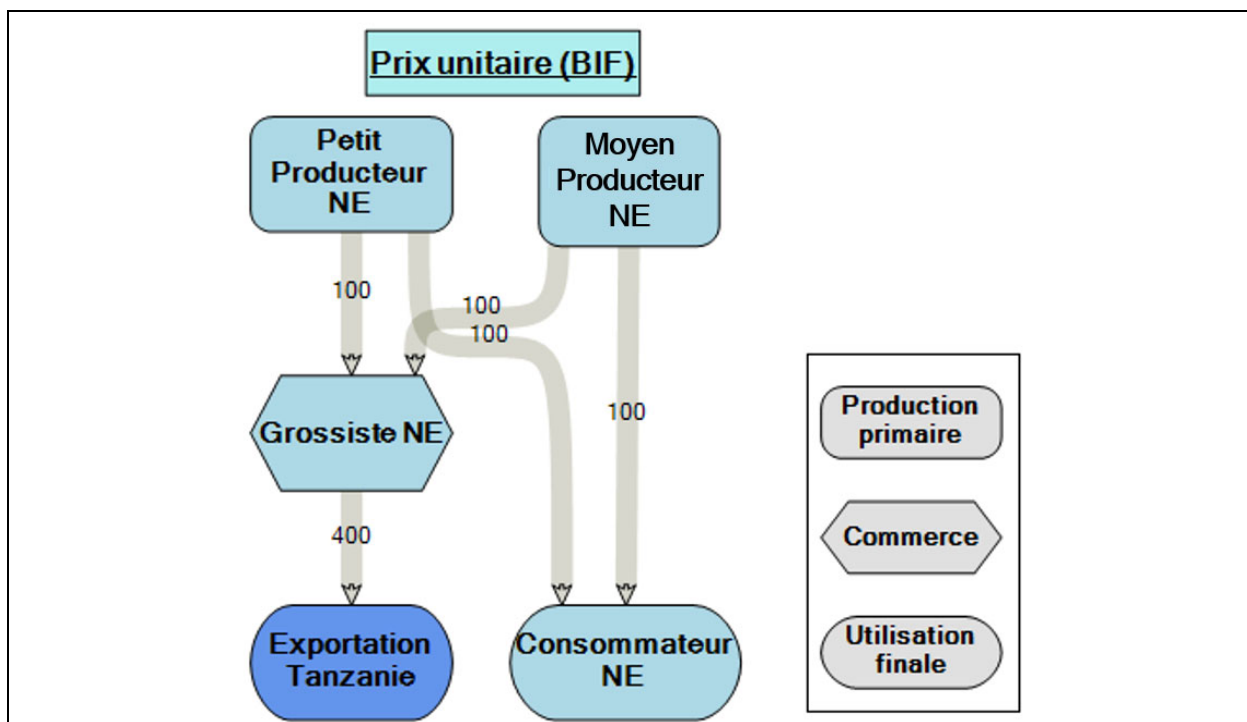 Prix unitaire (BIF)
Petit
Producteur
NE
Moyen
Producteur
NE
100
100
100
100
Grossiste NE
400
Exportation
Tanzanie
Consommateur
NE
Production
primaire
Commerce
Utilisation
finale